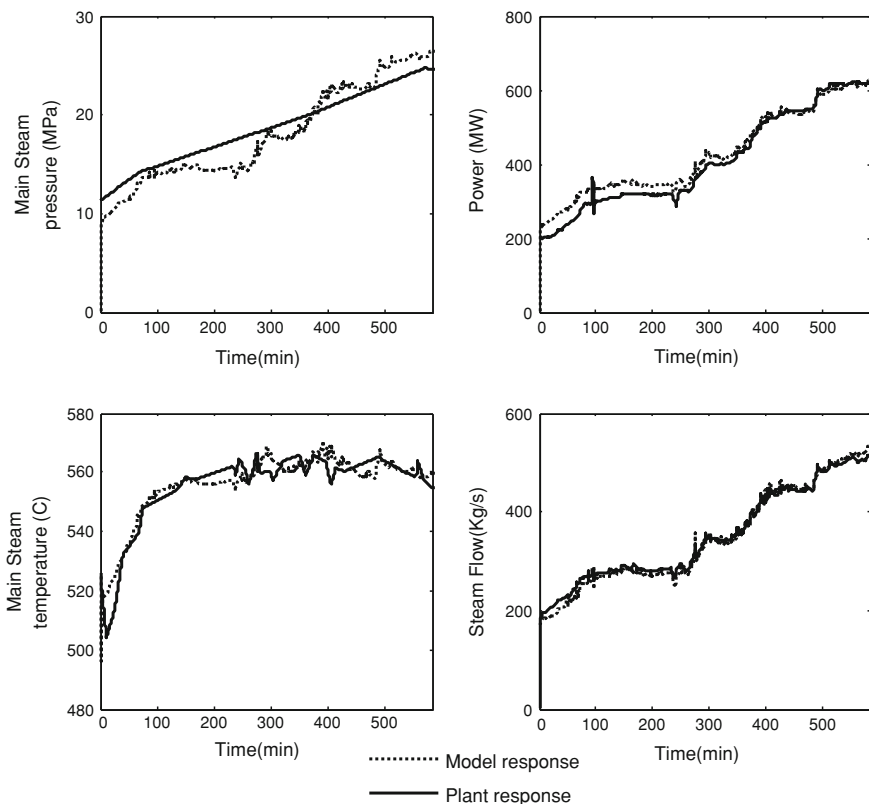 30
20
10
0
Main Steam
pressure (MPa)
0 100 200 300 400 500
Time(min)
800
600
400
200
0
Power (MW)
0 100 200 300 400 500
Time(min)
580
560
540
520
500
480
Main Steam
temperature (C)
0 100 200 300 400 500
Time(min)
600
400
200
0
Steam Flow(Kg/s)
0 100 200 300 400 500
Time(min)
Model response
Plant response